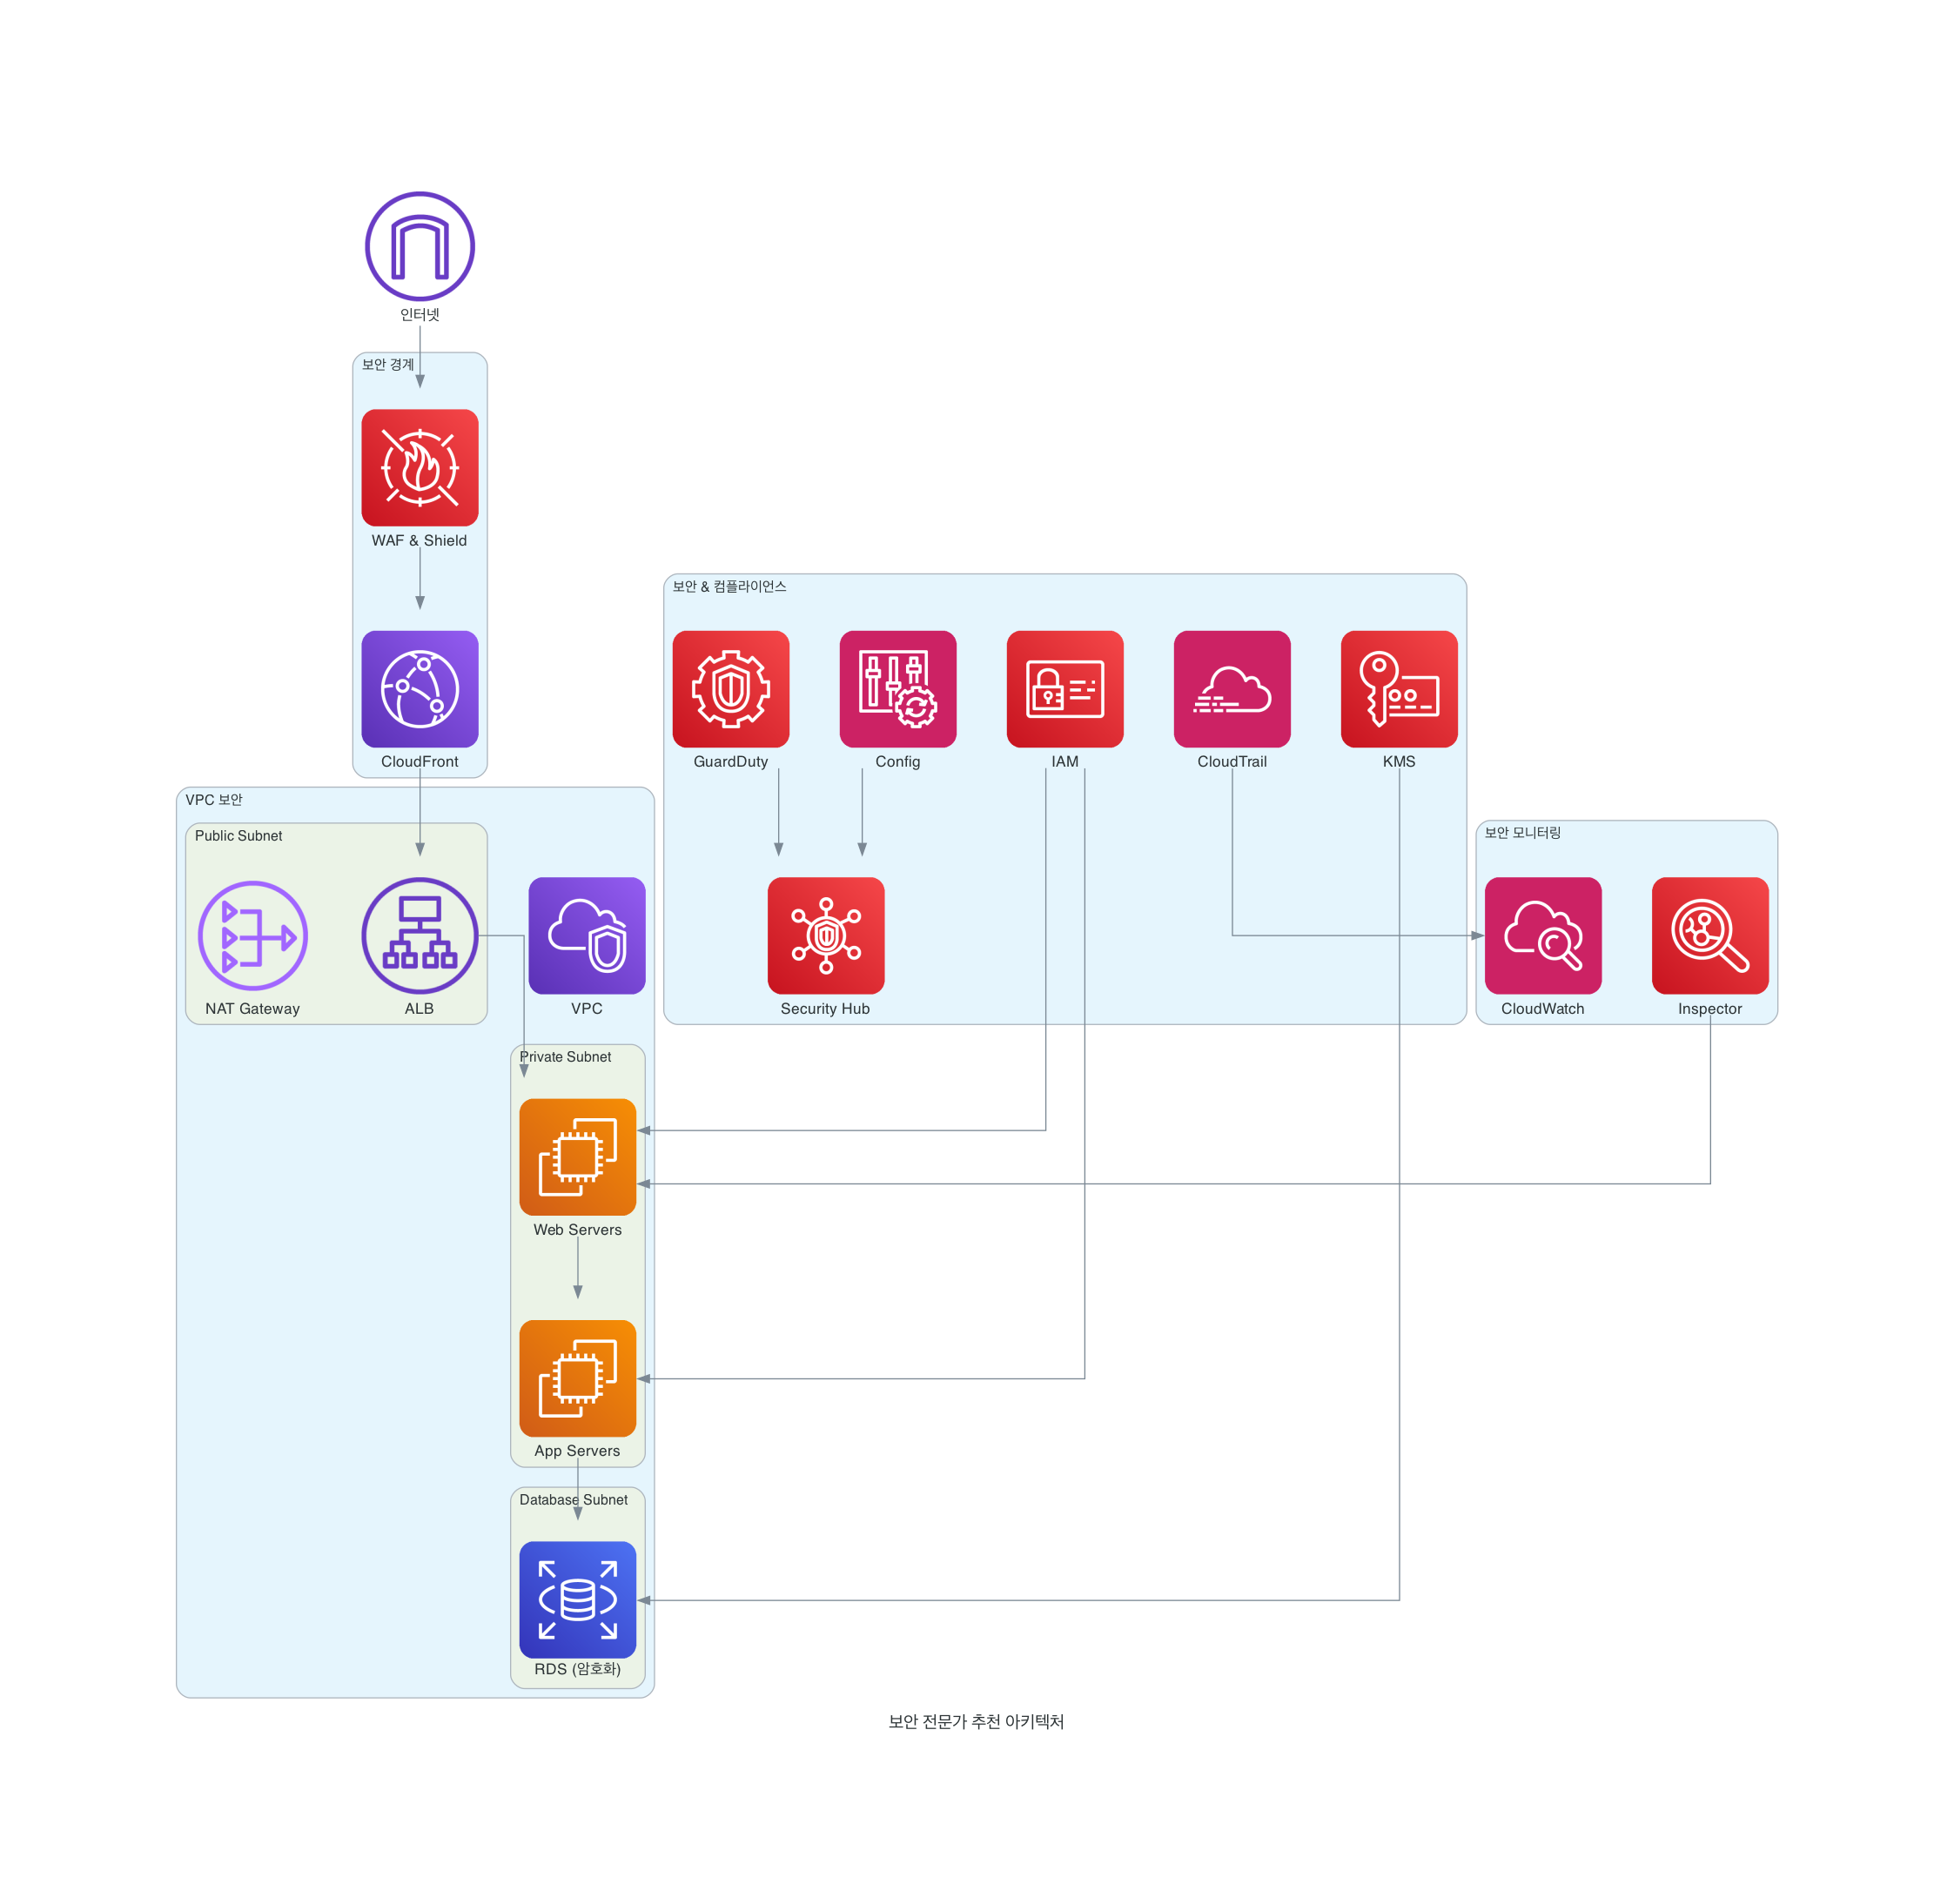 인터넷
보안 경계
WAF & Shield
CloudFront
보안 & 컴플라이언스
GuardDuty
Config
IAM
CloudTrail
KMS
Security Hub
보안 모니터링
CloudWatch
Inspector
VPC 보안
Public Subnet
NAT Gateway
ALB
VPC
Private Subnet
Web Servers
App Servers
Database Subnet
RDS (암호화)
보안 전문가 추천 아키텍처